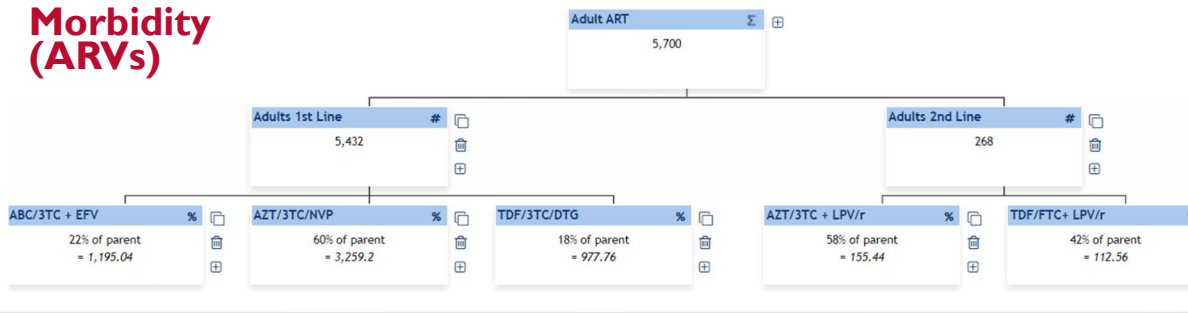 Morbidity
(ARVs)
Adult ART Σ
5,700
Adults 1st Line #
5,432
Adults 2nd Line #
268
ABC/3TC + EFV %
22% of parent
= 1,195.04
AZT/3TC/NVP %
60% of parent
= 3,259.2
TDF/3TC/DTG %
18% of parent
= 977.76
AZT/3TC + LPV/r %
58% of parent
= 155.44
TDF/FTC+ LPV/r
42% of parent
= 112.56